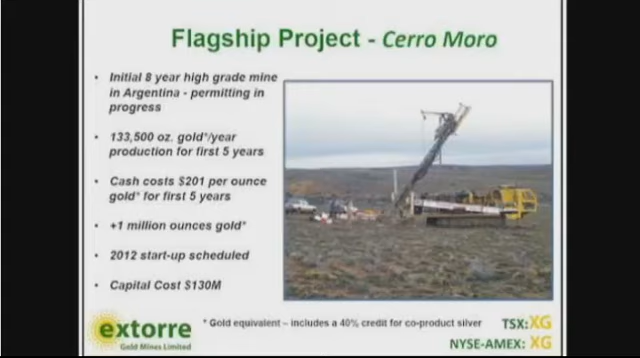 Flagship Project - Cerro Moro
• Initial 8 year high grade mine
in Argentina - permitting in
progress
• 133,500 oz. gold*/year
production for first 5 years
• Cash costs $201 per ounce
gold* for first 5 years
• +1 million ounces gold*
• 2012 start-up scheduled
• Capital Cost $130M
* Gold equivalent – includes a 40% credit for co-product silver
extorre
Gold Mines Limited
TSX:XG
NYSE-AMEX: XG